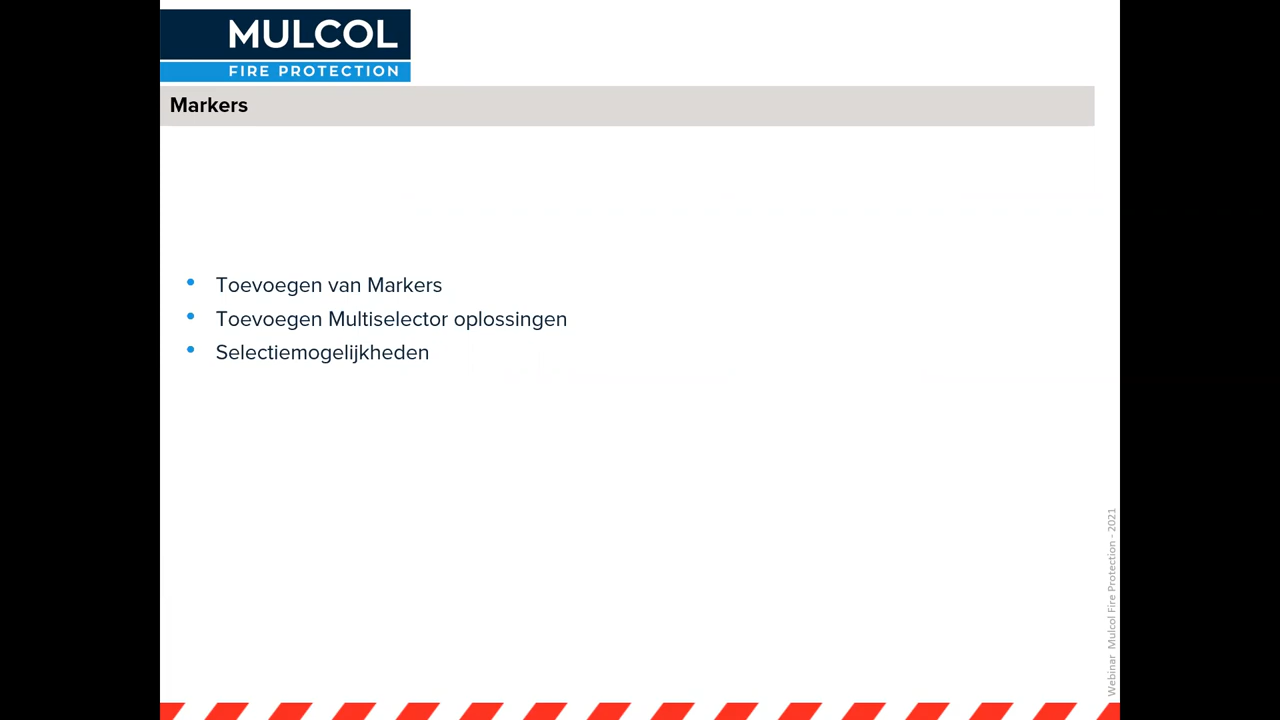 MULCOL
FIRE PROTECTION
Markers
• Toevoegen van Markers
• Toevoegen Multiselector oplossingen
• Selectiemogelijkheden
Webinar Mulcol Fire Protection - 2021